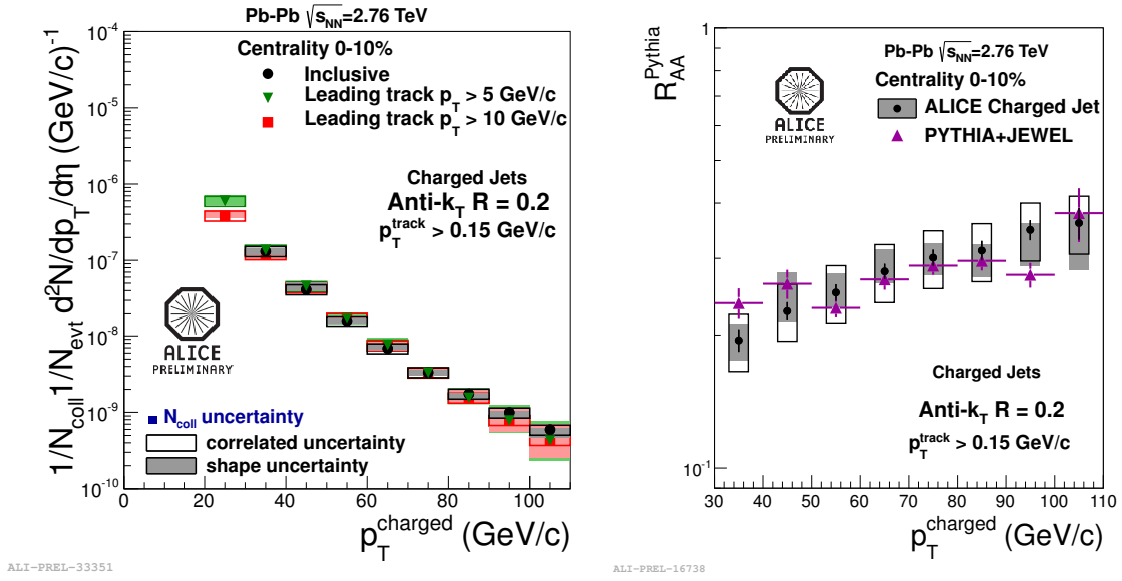 Pb-Pb √sNN=2.76 TeV
Centrality 0-10%
Inclusive
Leading track pT > 5 GeV/c
Leading track pT > 10 GeV/c
Charged Jets
Anti-kT R = 0.2
pTtrack > 0.15 GeV/c
ALICE
PRELIMINARY
Ncoll uncertainty
correlated uncertainty
shape uncertainty
1/Ncoll 1/Nevt d²N/dpT/dη (GeV/c)⁻¹
10⁻⁴
10⁻⁵
10⁻⁶
10⁻⁷
10⁻⁸
10⁻⁹
10⁻¹⁰
0 20 40 60 80 100
pTcharged (GeV/c)
ALI-PREL-33351
RAAPythia
1
10⁻¹
Pb-Pb √sNN=2.76 TeV
Centrality 0-10%
ALICE Charged Jet
PYTHIA+JEWEL
ALICE
PRELIMINARY
Charged Jets
Anti-kT R = 0.2
pTtrack > 0.15 GeV/c
30 40 50 60 70 80 90 100 110
pTcharged (GeV/c)
ALI-PREL-16738